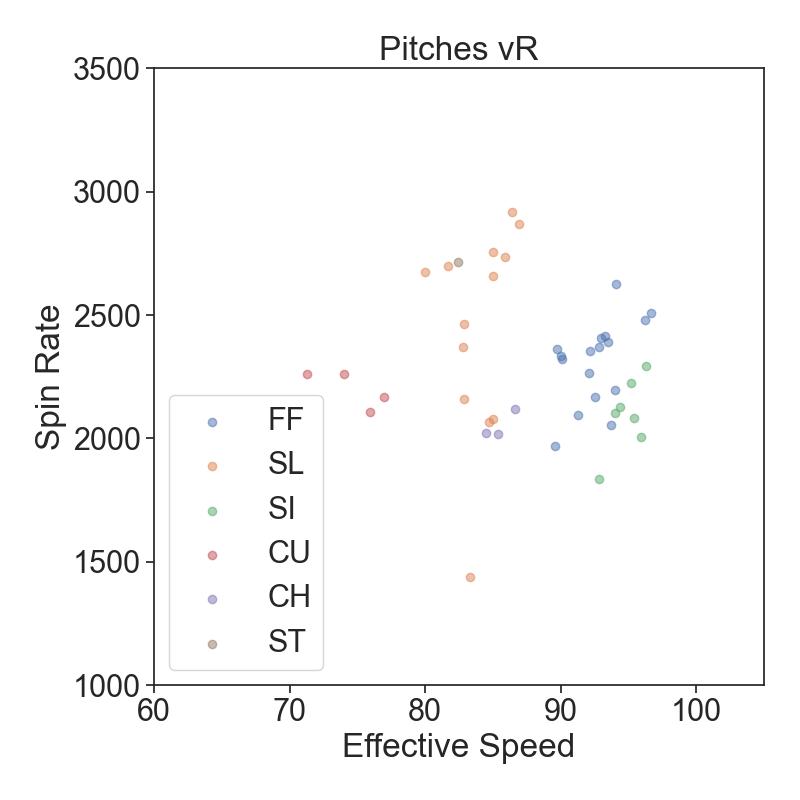 Pitches vR
3500
3000
2500
2000
1500
1000
Spin Rate
FF
SL
SI
CU
CH
ST
60 70 80 90 100
Effective Speed